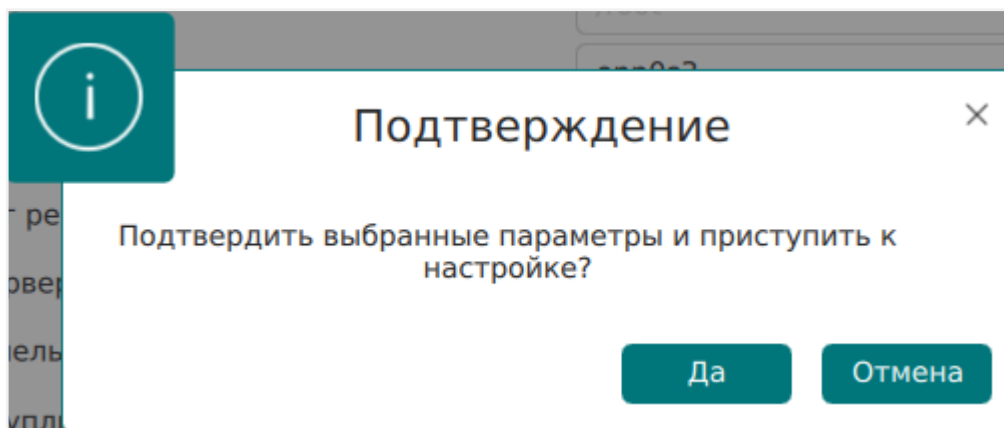 Подтверждение
Подтвердить выбранные параметры и приступить к
настройке?
Да
Отмена